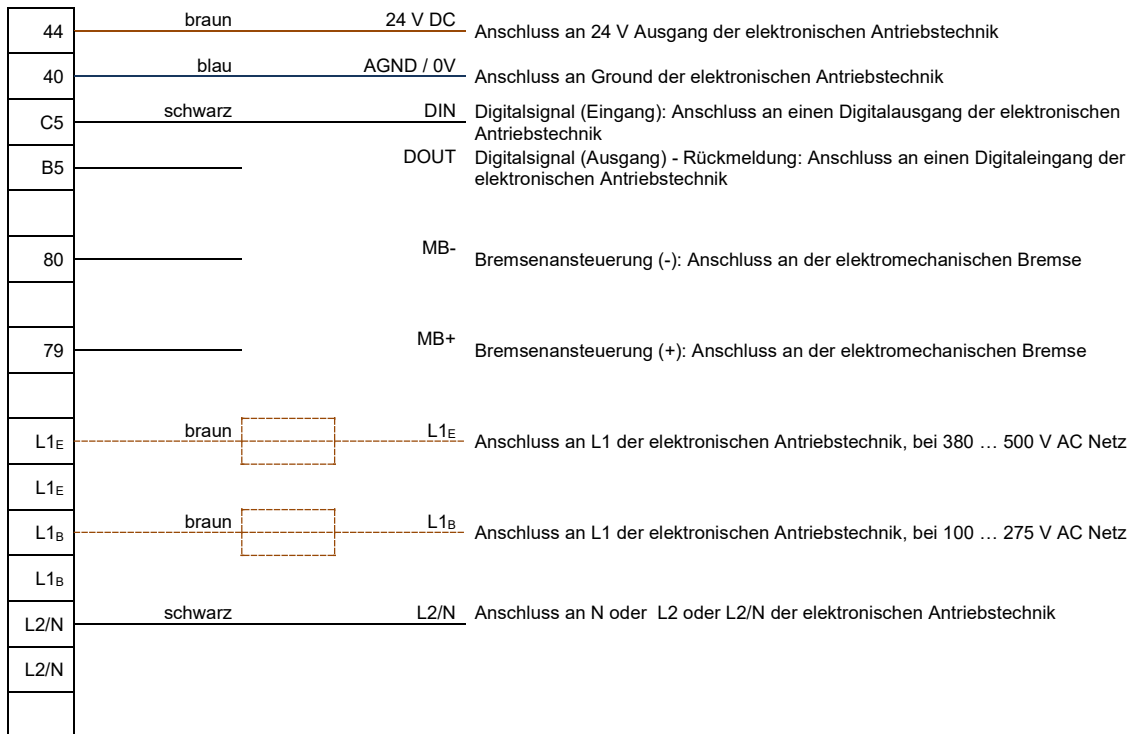 44 braun 24 V DC Anschluss an 24 V Ausgang der elektronischen Antriebstechnik
40 blau AGND / 0V Anschluss an Ground der elektronischen Antriebstechnik
C5 schwarz DIN Digitalsignal (Eingang): Anschluss an einen Digitalausgang der elektronischen
Antriebstechnik
B5 DOUT Digitalsignal (Ausgang) - Rückmeldung: Anschluss an einen Digitaleingang der
elektronischen Antriebstechnik
80 MB- Bremsenansteuerung (-): Anschluss an der elektromechanischen Bremse
79 MB+ Bremsenansteuerung (+): Anschluss an der elektromechanischen Bremse
L1E braun L1E Anschluss an L1 der elektronischen Antriebstechnik, bei 380 … 500 V AC Netz
L1E
L1B braun L1B Anschluss an L1 der elektronischen Antriebstechnik, bei 100 … 275 V AC Netz
L1B
L2/N schwarz L2/N Anschluss an N oder L2 oder L2/N der elektronischen Antriebstechnik
L2/N